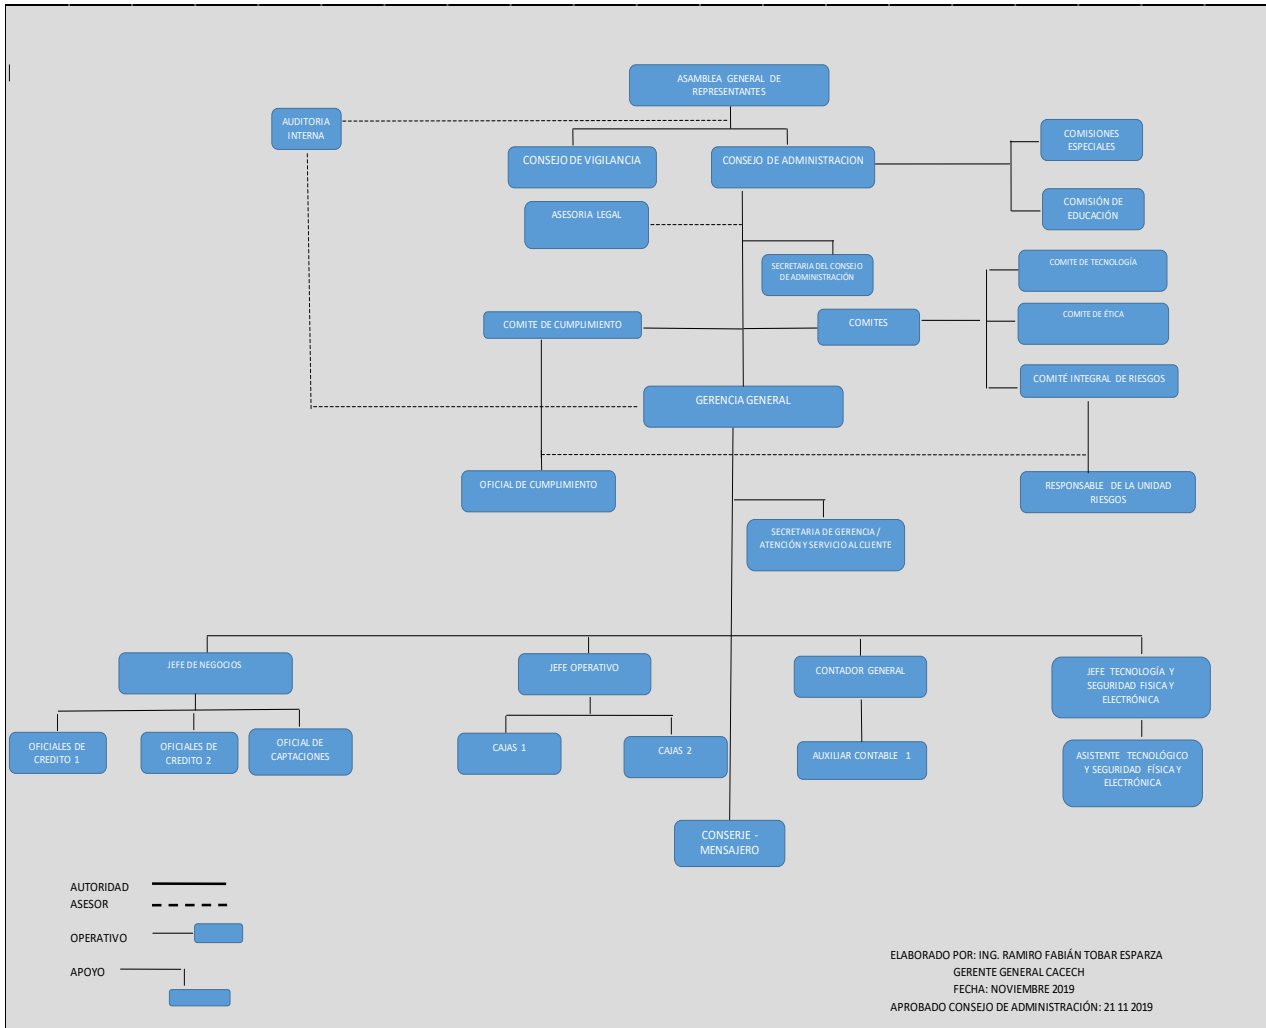 ASAMBLEA GENERAL DE
REPRESENTANTES
AUDITORIA
INTERNA
CONSEJO DE VIGILANCIA
CONSEJO DE ADMINISTRACION
COMISIONES
ESPECIALES
COMISIÓN DE
EDUCACIÓN
ASESORIA LEGAL
SECRETARIA DEL CONSEJO
DE ADMINISTRACIÓN
COMITE DE TECNOLOGÍA
COMITE DE CUMPLIMIENTO
COMITES
COMITE DE ÉTICA
COMITÉ INTEGRAL DE RIESGOS
GERENCIA GENERAL
OFICIAL DE CUMPLIMIENTO
RESPONSABLE DE LA UNIDAD
RIESGOS
SECRETARIA DE GERENCIA /
ATENCIÓN Y SERVICIO AL CLIENTE
JEFE DE NEGOCIOS
JEFE OPERATIVO
CONTADOR GENERAL
JEFE TECNOLOGÍA Y
SEGURIDAD FISICA Y
ELECTRÓNICA
OFICIALES DE
CREDITO 1
OFICIALES DE
CREDITO 2
OFICIAL DE
CAPTACIONES
CAJAS 1
CAJAS 2
AUXILIAR CONTABLE 1
ASISTENTE TECNOLÓGICO
Y SEGURIDAD FÍSICA Y
ELECTRÓNICA
CONSERJE -
MENSAJERO
AUTORIDAD
ASESOR
OPERATIVO
APOYO
ELABORADO POR: ING. RAMIRO FABIÁN TOBAR ESPARZA
GERENTE GENERAL CACECH
FECHA: NOVIEMBRE 2019
APROBADO CONSEJO DE ADMINISTRACIÓN: 21 11 2019